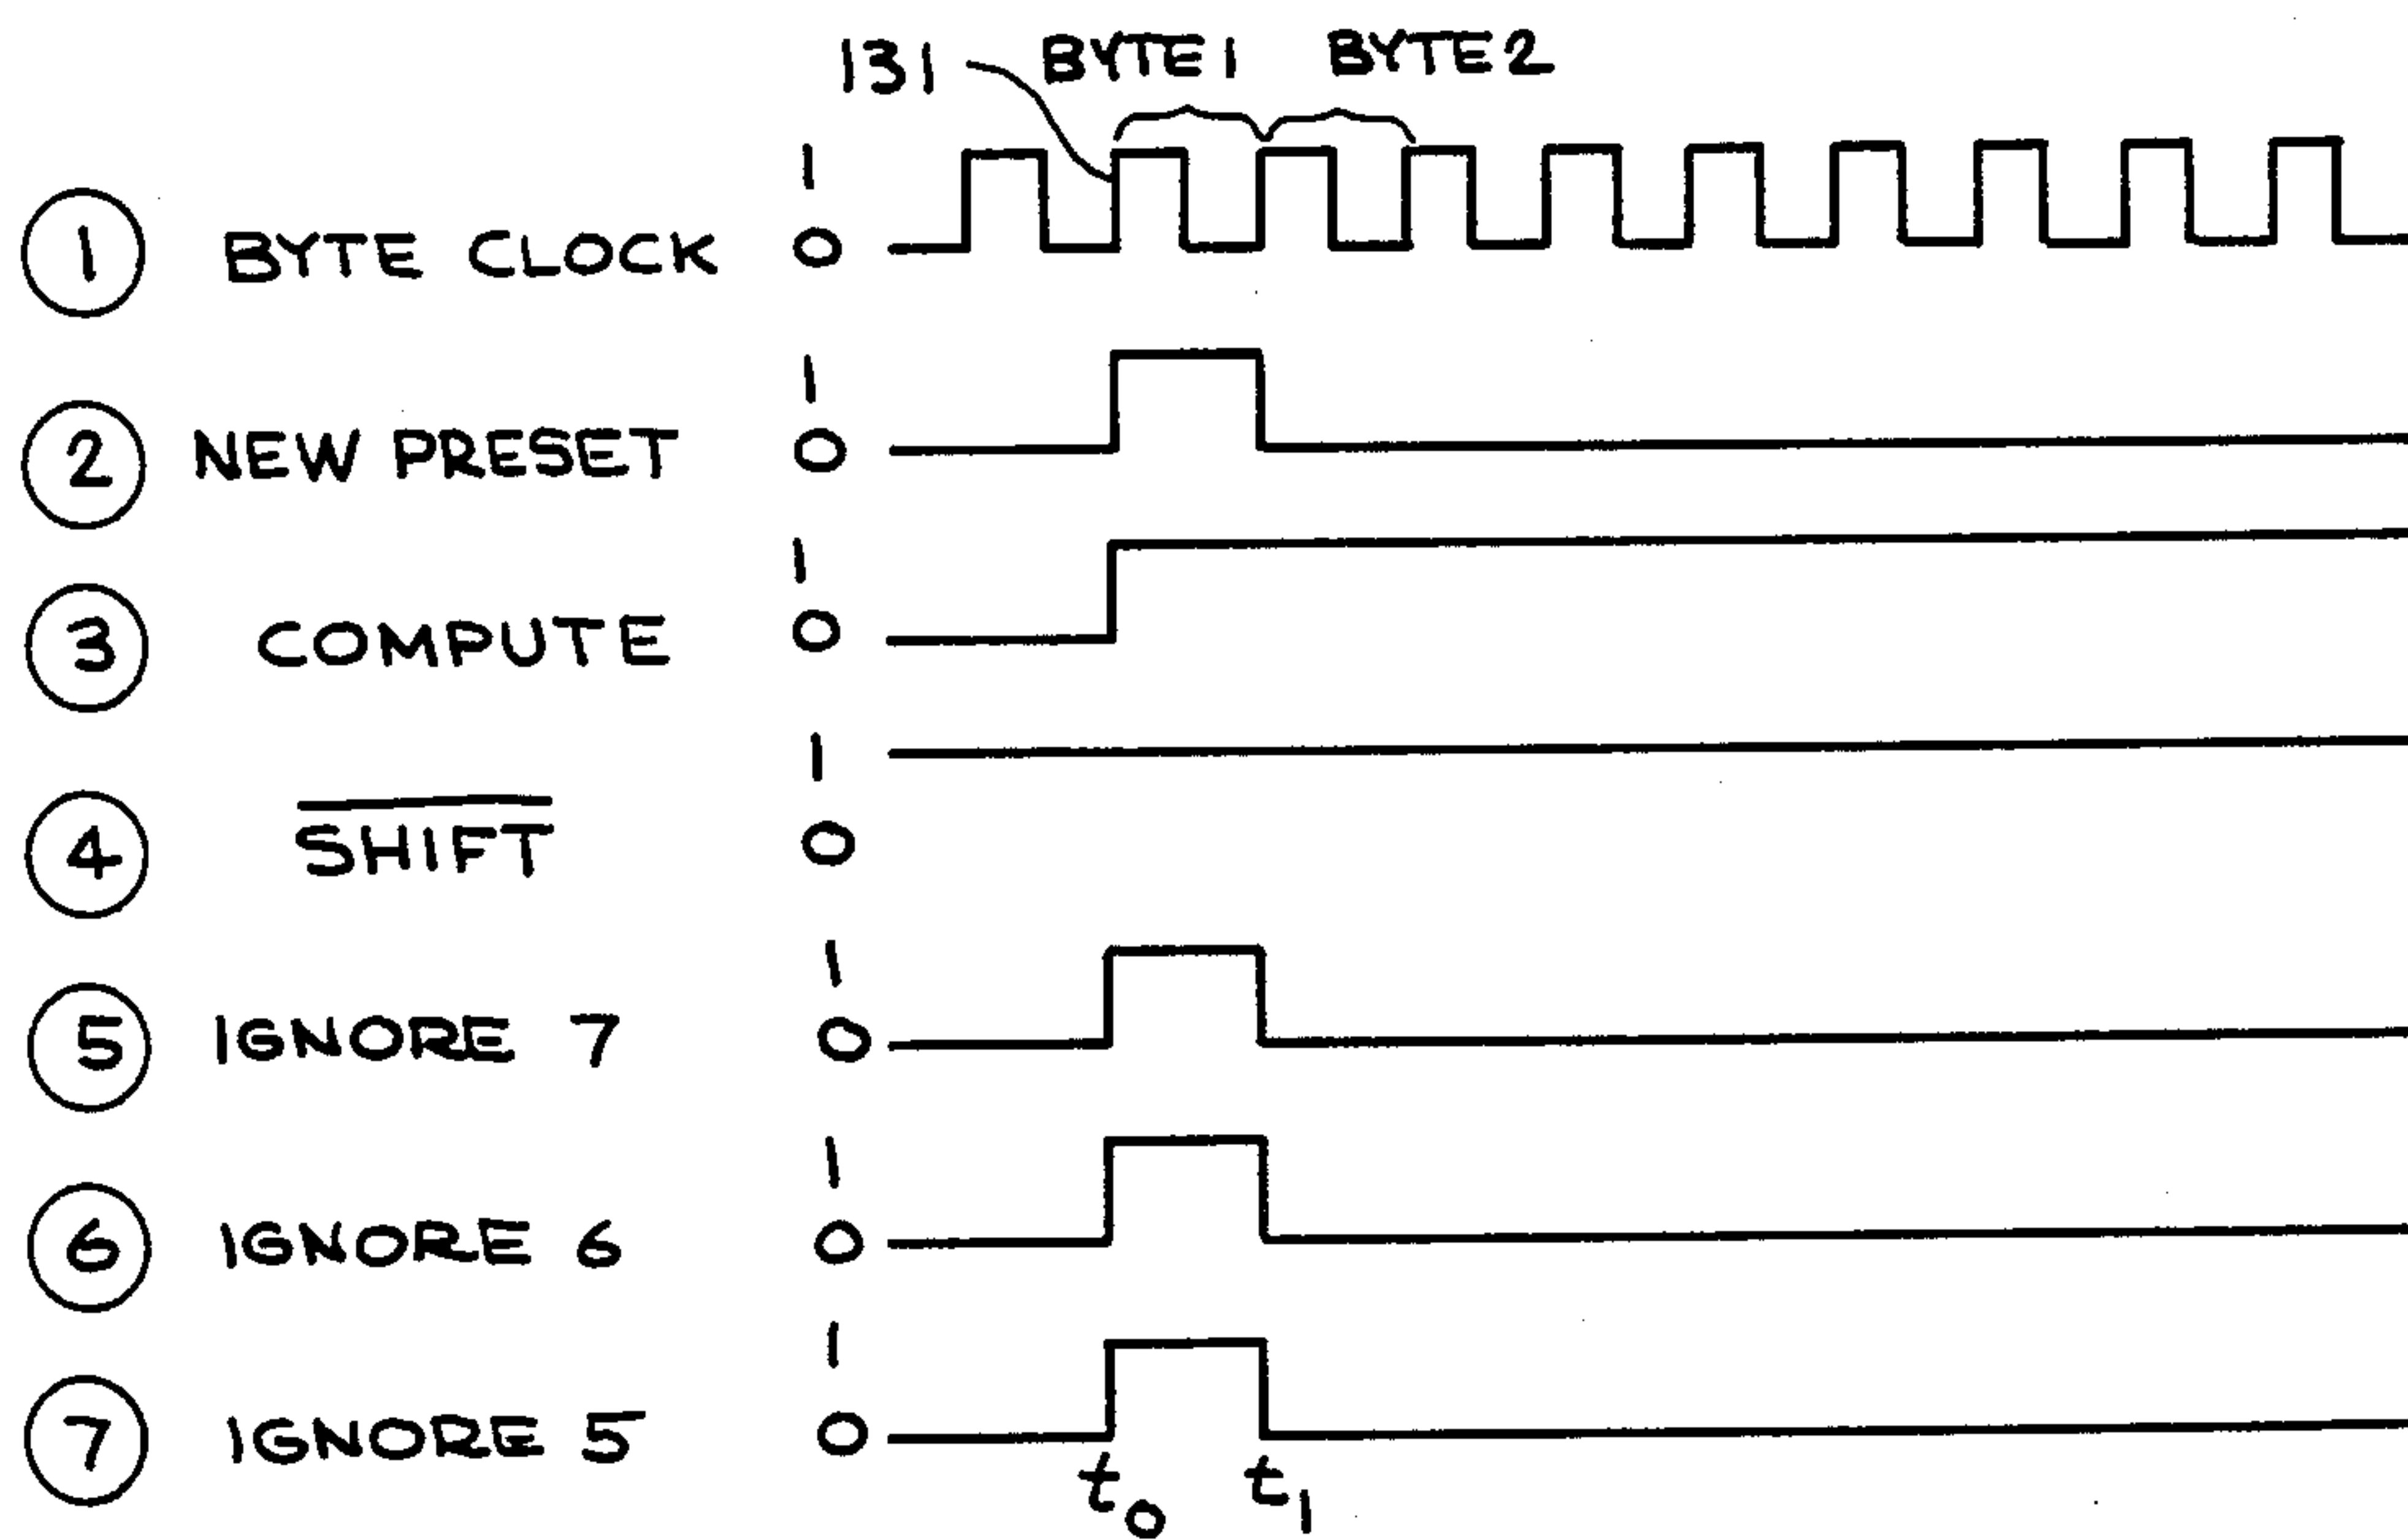 131 BYTE 1 BYTE 2
1 BYTE CLOCK 1 0
2 NEW PRESET 1 0
3 COMPUTE 1 0
4 SHIFT 1 0
5 IGNORE 7 1 0
6 IGNORE 6 1 0
7 IGNORE 5 1 0
t0 t1